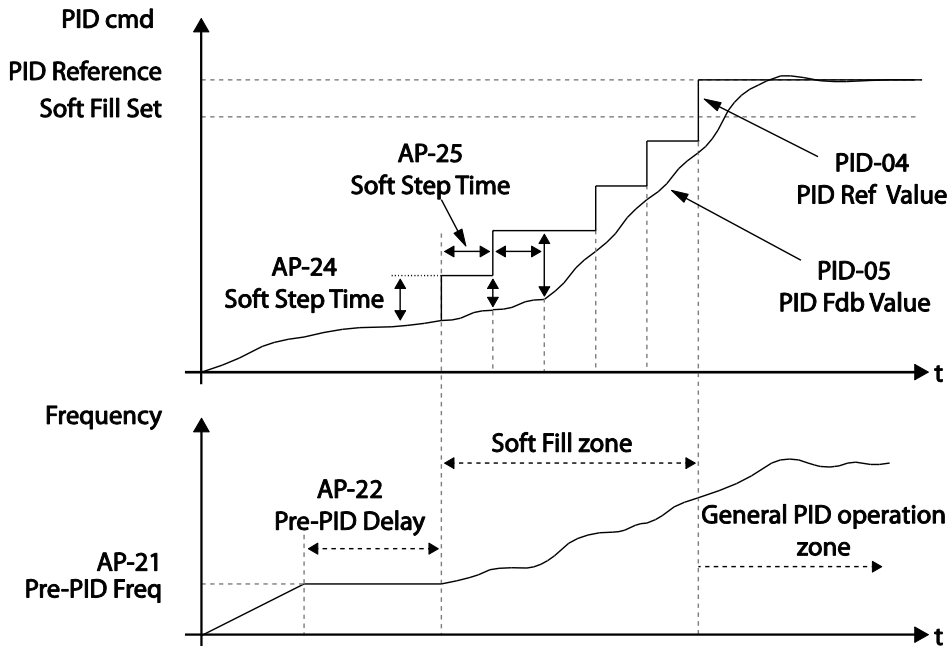 PID cmd
PID Reference
Soft Fill Set
AP-25
Soft Step Time
AP-24
Soft Step Time
PID-04
PID Ref Value
PID-05
PID Fdb Value
t
Frequency
Soft Fill zone
AP-22
Pre-PID Delay
General PID operation
zone
AP-21
Pre-PID Freq
t